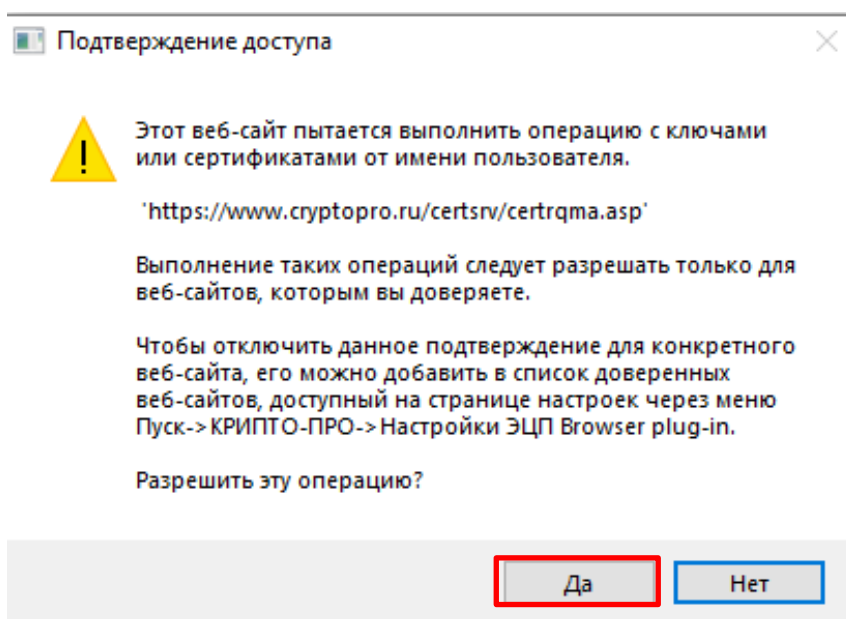 Подтверждение доступа
Этот веб-сайт пытается выполнить операцию с ключами
или сертификатами от имени пользователя.
'https://www.cryptopro.ru/certsrv/certrqma.asp'
Выполнение таких операций следует разрешать только для
веб-сайтов, которым вы доверяете.
Чтобы отключить данное подтверждение для конкретного
веб-сайта, его можно добавить в список доверенных
веб-сайтов, доступный на странице настроек через меню
Пуск->КРИПТО-ПРО->Настройки ЭЦП Browser plug-in.
Разрешить эту операцию?
Да
Нет